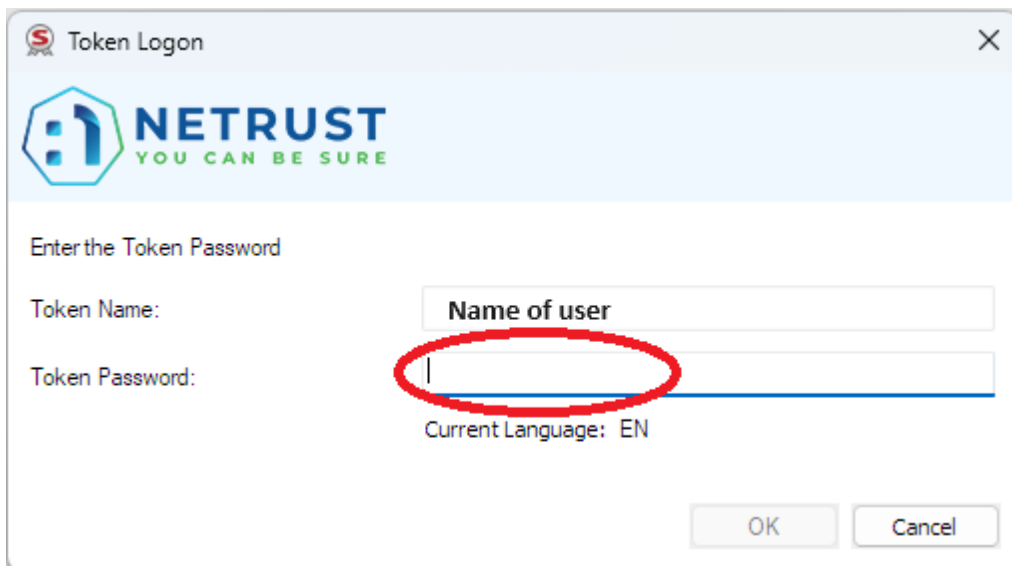 Token Logon
NETRUST
YOU CAN BE SURE
Enter the Token Password
Token Name: Name of user
Token Password:
Current Language: EN
OK Cancel